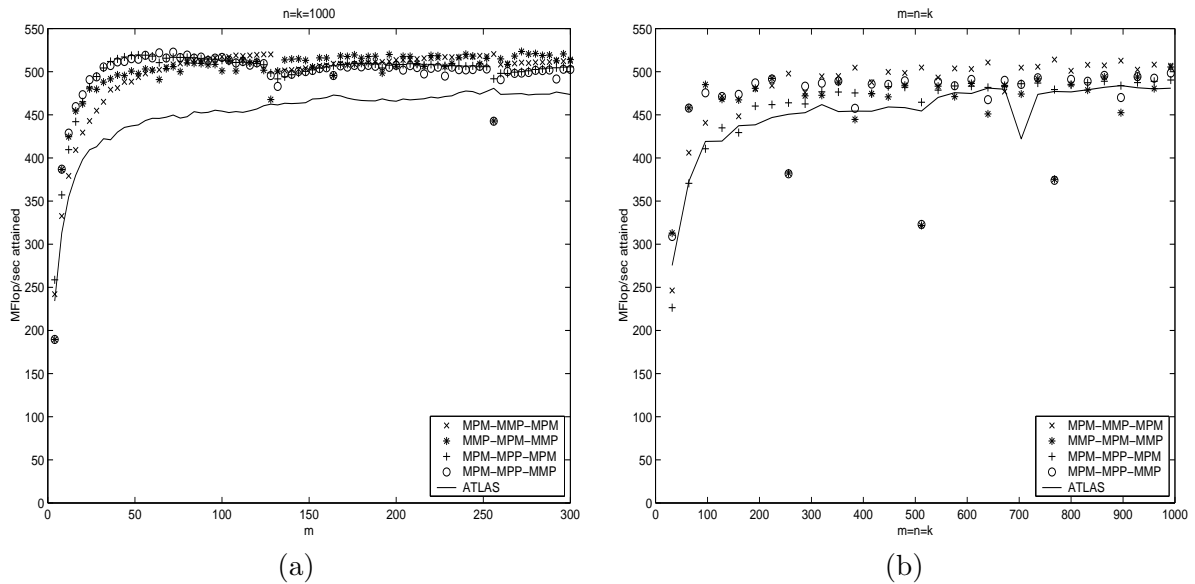 n=k=1000
550
500
450
400
350
300
250
200
150
100
50
0
MFlop/sec attained
0 50 100 150 200 250 300
m
MPM−MMP−MPM
MMP−MPM−MMP
MPM−MPP−MPM
MPM−MPP−MMP
ATLAS
(a)
m=n=k
550
500
450
400
350
300
250
200
150
100
50
0
MFlop/sec attained
0 100 200 300 400 500 600 700 800 900 1000
m=n=k
MPM−MMP−MPM
MMP−MPM−MMP
MPM−MPP−MPM
MPM−MPP−MMP
ATLAS
(b)